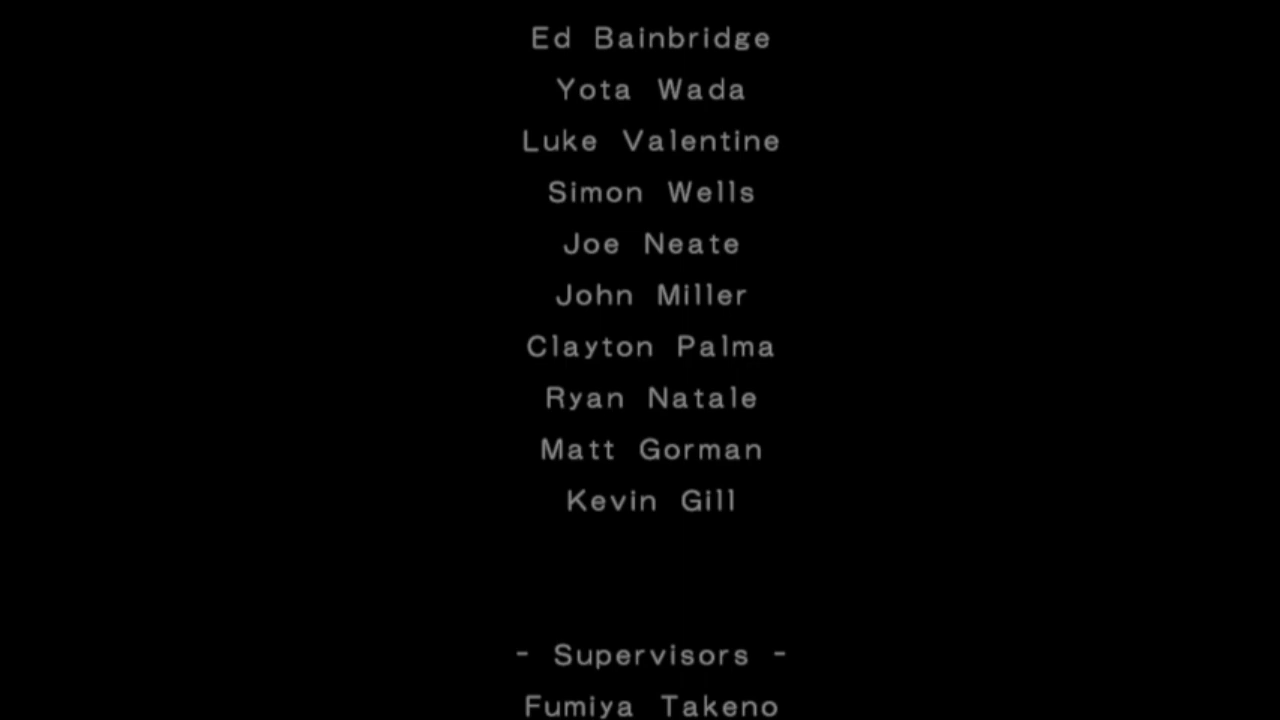 Ed Bainbridge
Yota Wada
Luke Valentine
Simon Wells
Joe Neate
John Miller
Clayton Palma
Ryan Natale
Matt Gorman
Kevin Gill
- Supervisors -
Fumiya Takeno